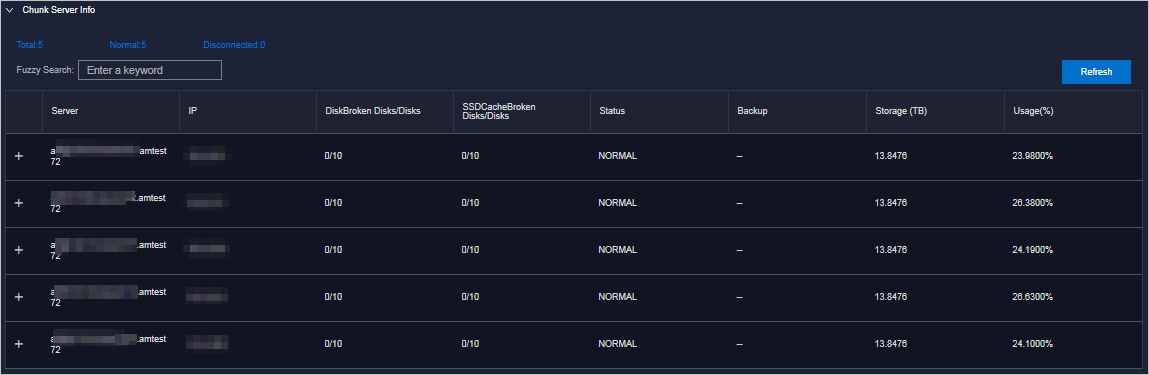 Chunk Server Info
Total:5 Normal:5 Disconnected:0
Fuzzy Search: Enter a keyword Refresh
Server IP DiskBroken Disks/Disks SSDCacheBroken Disks/Disks Status Backup Storage (TB) Usage(%)
+ a .amtest 0/10 0/10 NORMAL -- 13.8476 23.9800%
72
+ .amtest 0/10 0/10 NORMAL -- 13.8476 26.3800%
72
+ a .amtest 0/10 0/10 NORMAL -- 13.8476 24.1900%
72
+ a .amtest 0/10 0/10 NORMAL -- 13.8476 26.6300%
72
+ a .amtest 0/10 0/10 NORMAL -- 13.8476 24.1000%
72